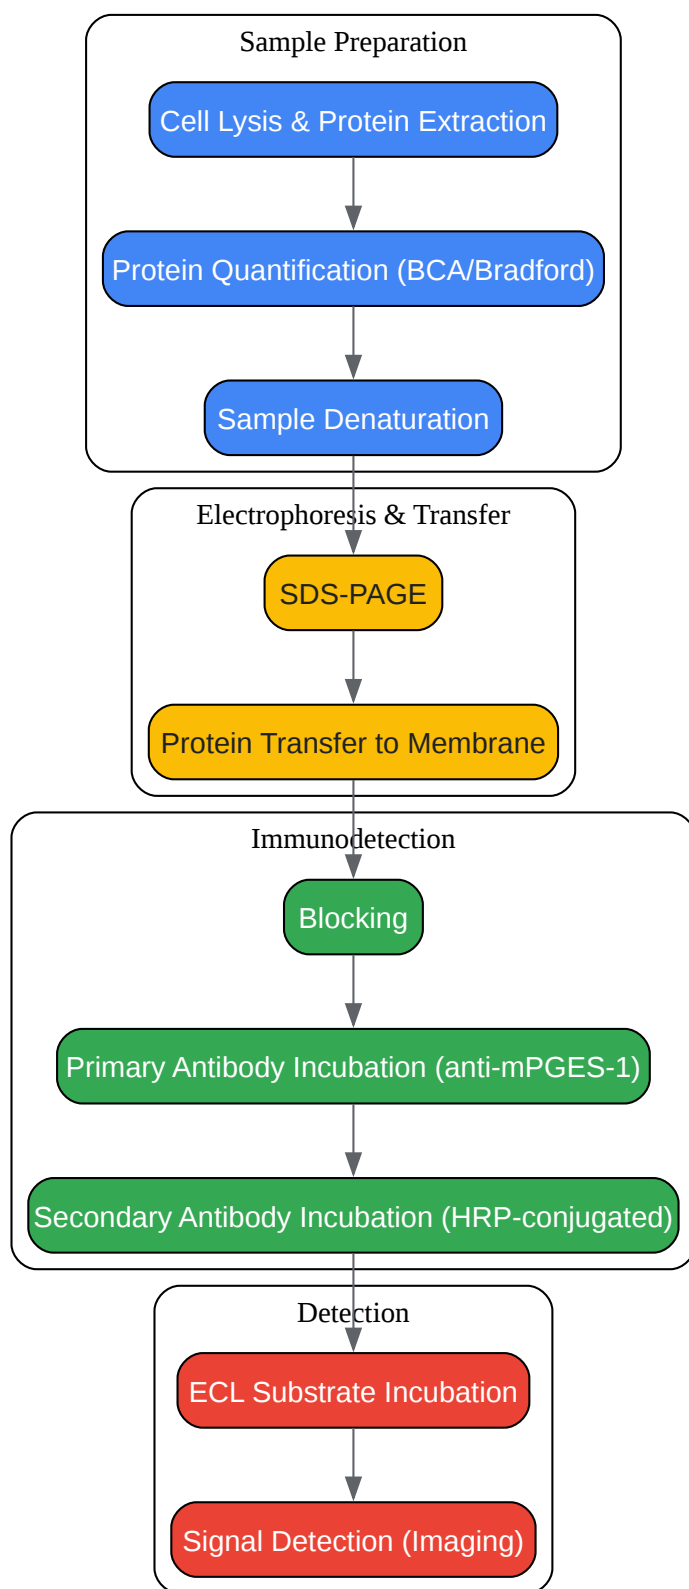 Sample Preparation
Cell Lysis & Protein Extraction
Protein Quantification (BCA/Bradford)
Sample Denaturation
Electrophoresis & Transfer
SDS-PAGE
Protein Transfer to Membrane
Immunodetection
Blocking
Primary Antibody Incubation (anti-mPGES-1)
Secondary Antibody Incubation (HRP-conjugated)
Detection
ECL Substrate Incubation
Signal Detection (Imaging)